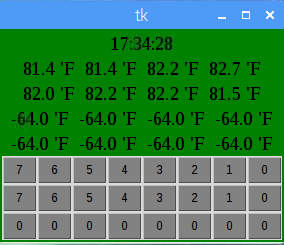 tk
17:34:28
81.4 'F 81.4 'F 82.2 'F 82.7 'F
82.0 'F 82.2 'F 82.2 'F 81.5 'F
-64.0 'F -64.0 'F -64.0 'F -64.0 'F
-64.0 'F -64.0 'F -64.0 'F -64.0 'F
7 6 5 4 3 2 1 0
7 6 5 4 3 2 1 0
0 0 0 0 0 0 0 0